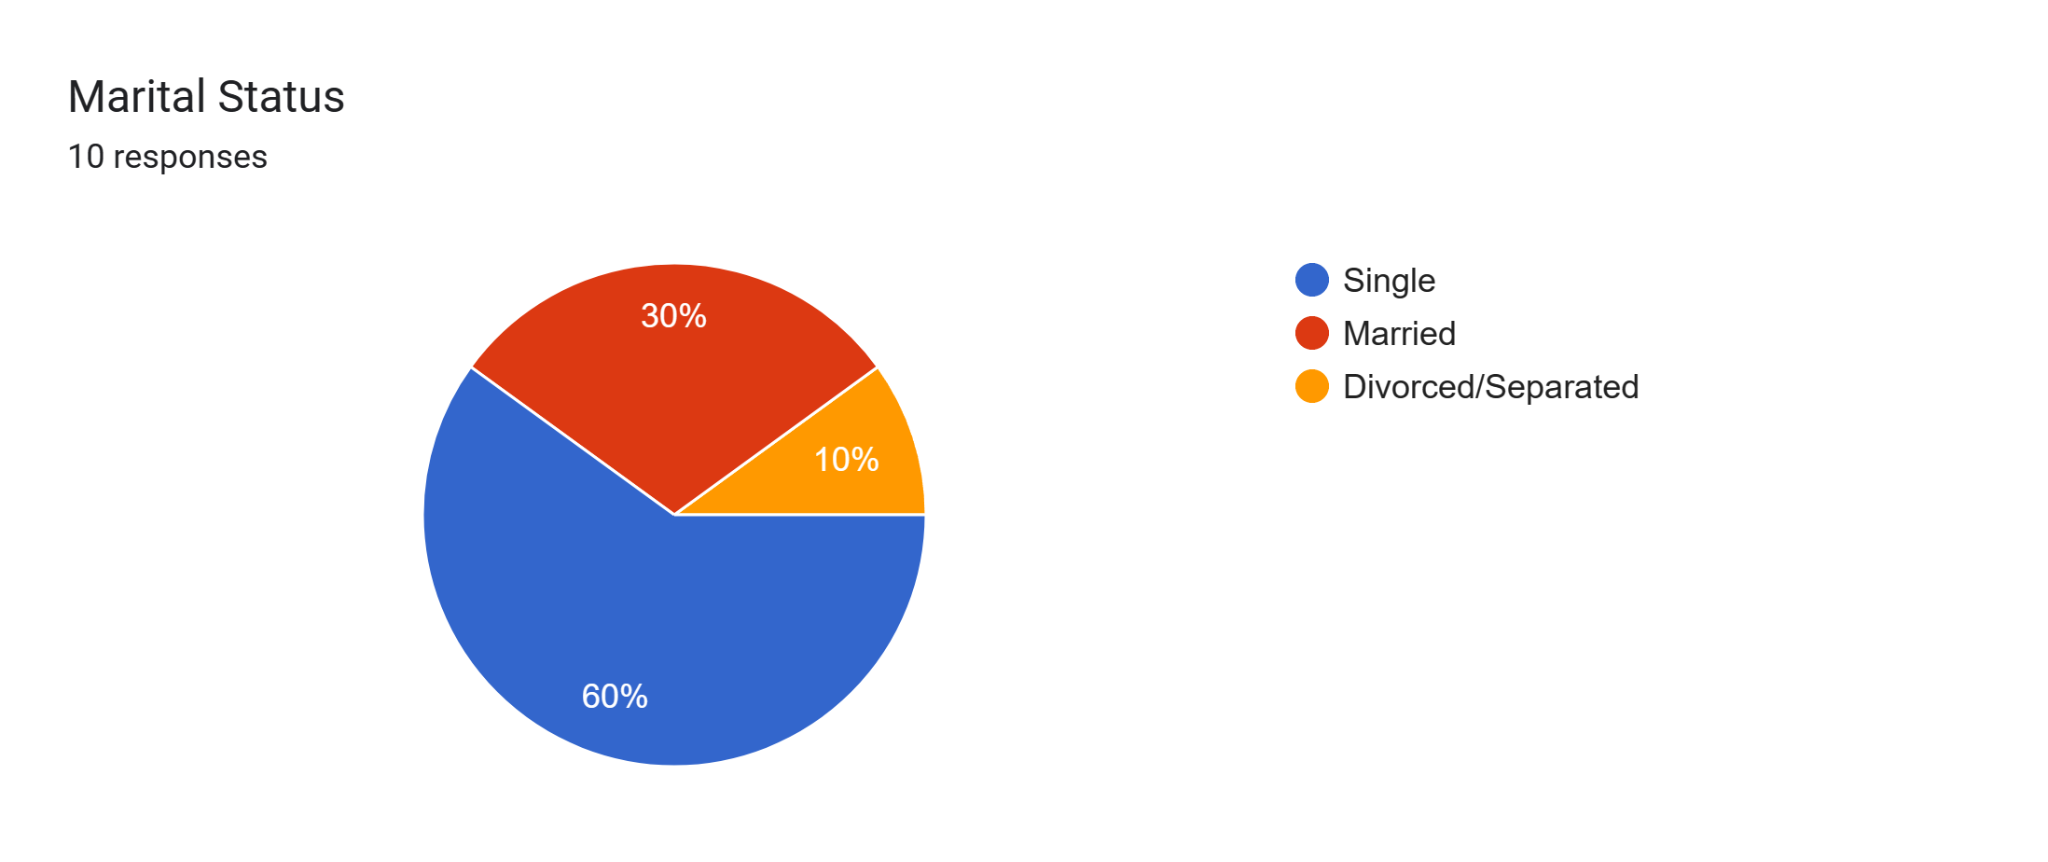 Marital Status
10 responses
30%
10%
60%
Single
Married
Divorced/Separated